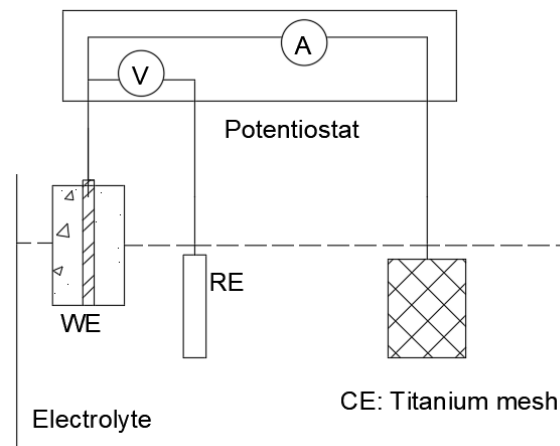 A
V
Potentiostat
RE
WE
CE: Titanium mesh
Electrolyte